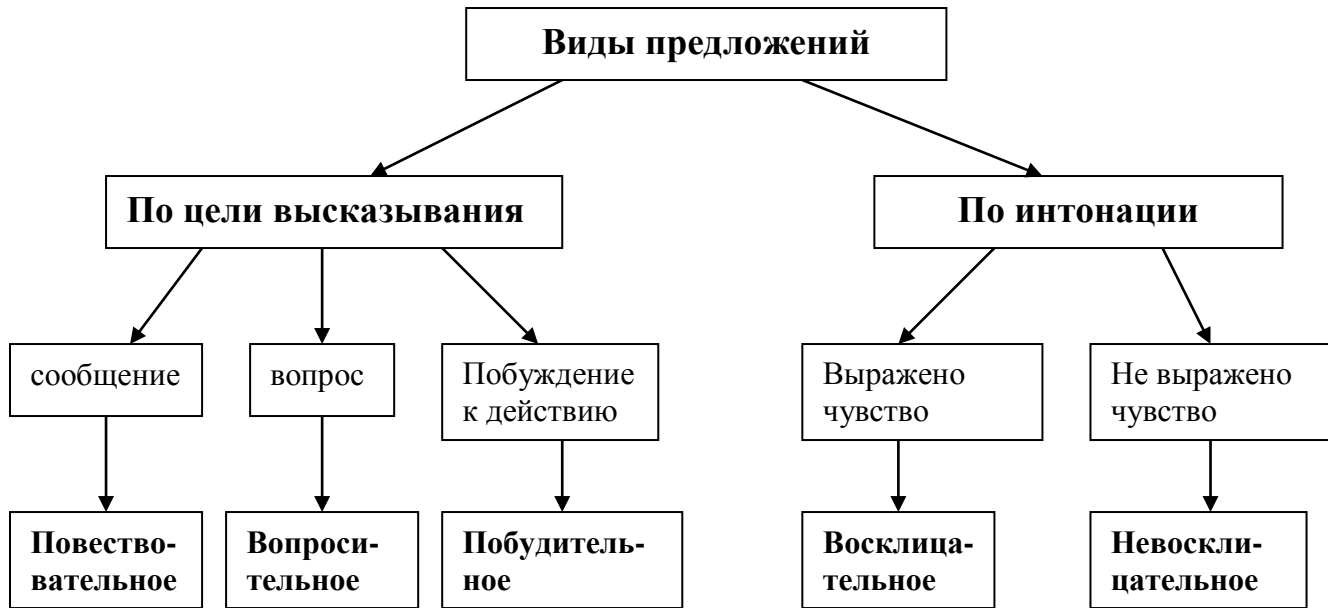 Виды предложений
По цели высказывания
По интонации
сообщение
вопрос
Побуждение
к действию
Выражено
чувство
Не выражено
чувство
Повество-
вательное
Вопроси-
тельное
Побудитель-
ное
Восклица-
тельное
Невоскли-
цательное